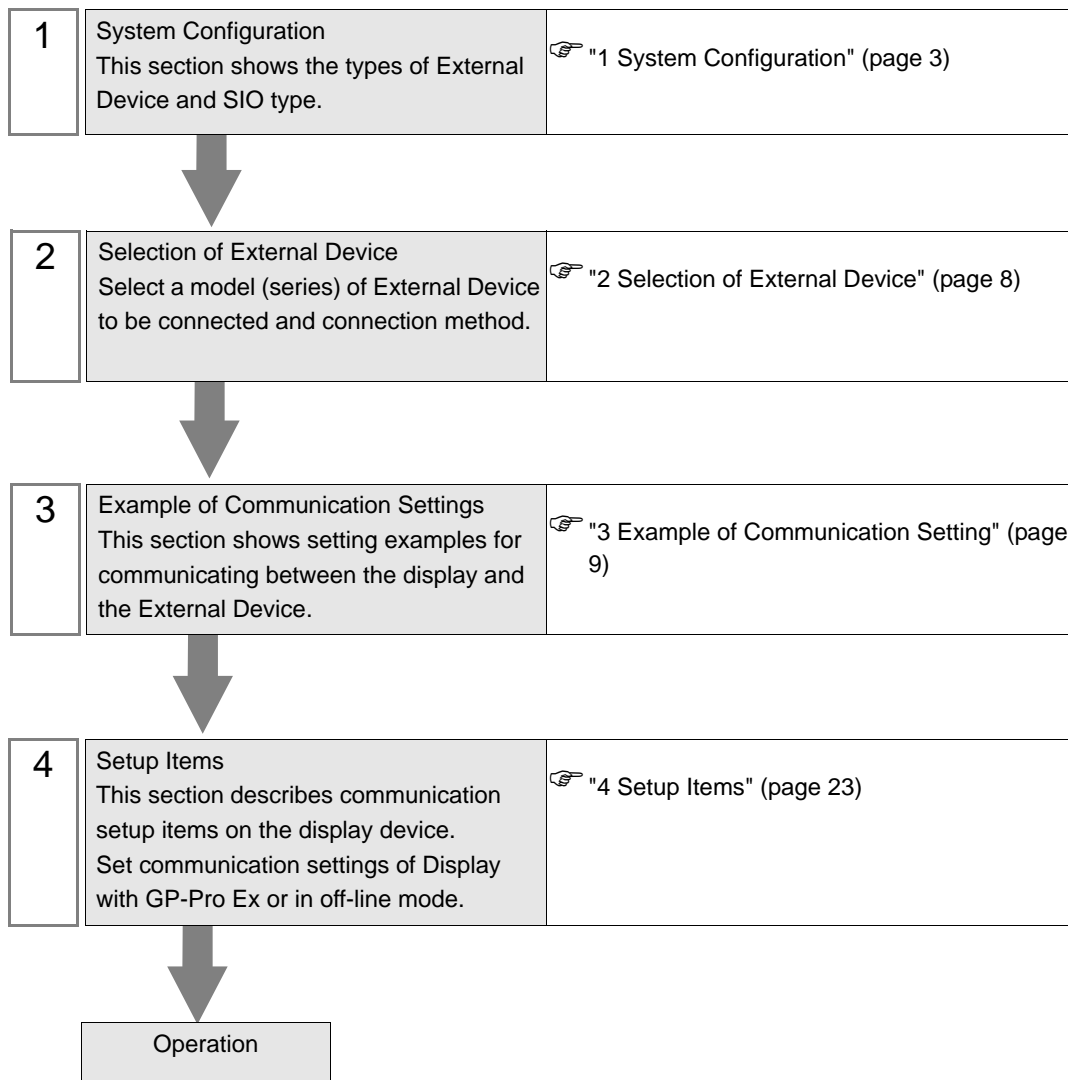 1
System Configuration
This section shows the types of External
Device and SIO type.
"1 System Configuration" (page 3)
2
Selection of External Device
Select a model (series) of External Device
to be connected and connection method.
"2 Selection of External Device" (page 8)
3
Example of Communication Settings
This section shows setting examples for
communicating between the display and
the External Device.
"3 Example of Communication Setting" (page
9)
4
Setup Items
This section describes communication
setup items on the display device.
Set communication settings of Display
with GP-Pro Ex or in off-line mode.
"4 Setup Items" (page 23)
Operation